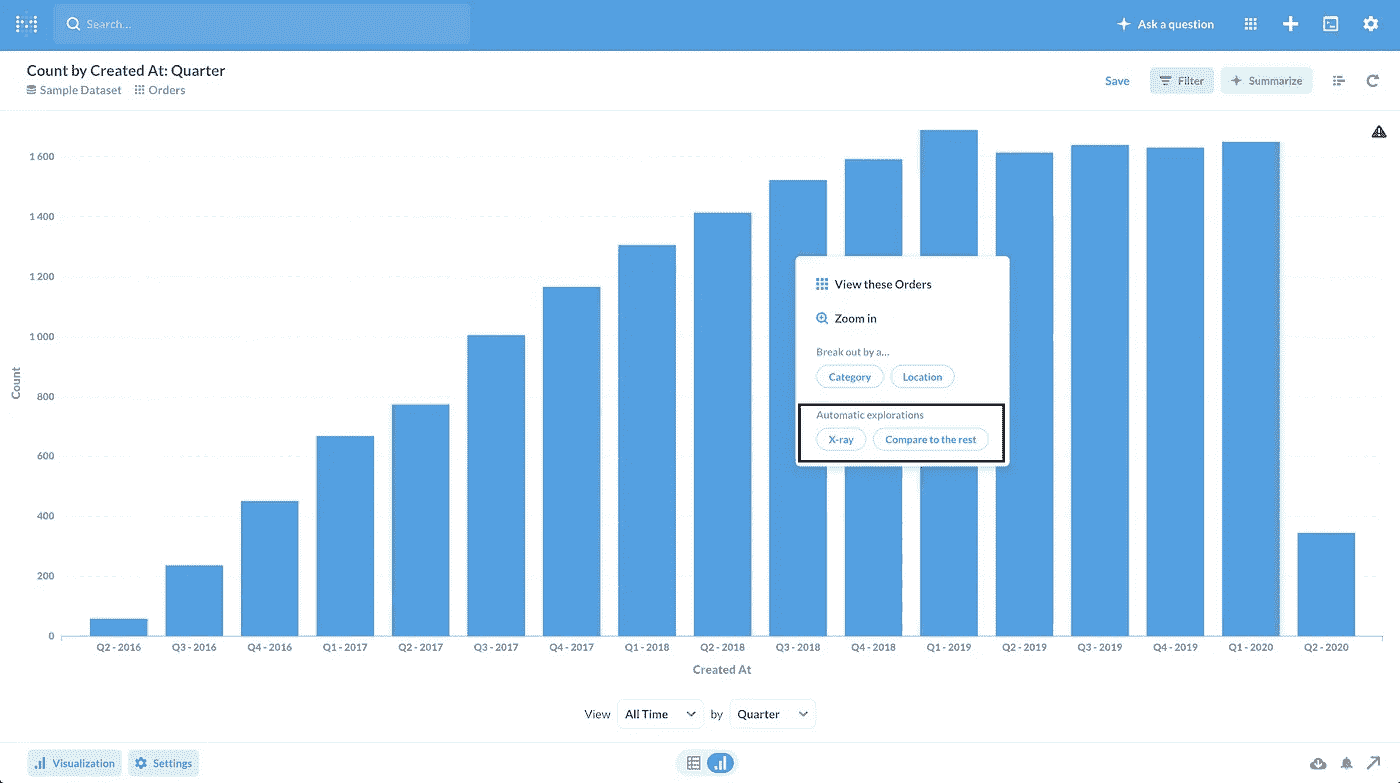 Search...
Ask a question
Count by Created At: Quarter
Sample Dataset Orders
Save
Filter
Summarize
1 600
1 400
1 200
1 000
800
600
400
200
0
Count
View these Orders
Zoom in
Break out by a...
Category Location
Automatic explorations
X-ray Compare to the rest
Q2 - 2016 Q3 - 2016 Q4 - 2016 Q1 - 2017 Q2 - 2017 Q3 - 2017 Q4 - 2017 Q1 - 2018 Q2 - 2018 Q3 - 2018 Q4 - 2018 Q1 - 2019 Q2 - 2019 Q3 - 2019 Q4 - 2019 Q1 - 2020 Q2 - 2020
Created At
View All Time by Quarter
Visualization Settings